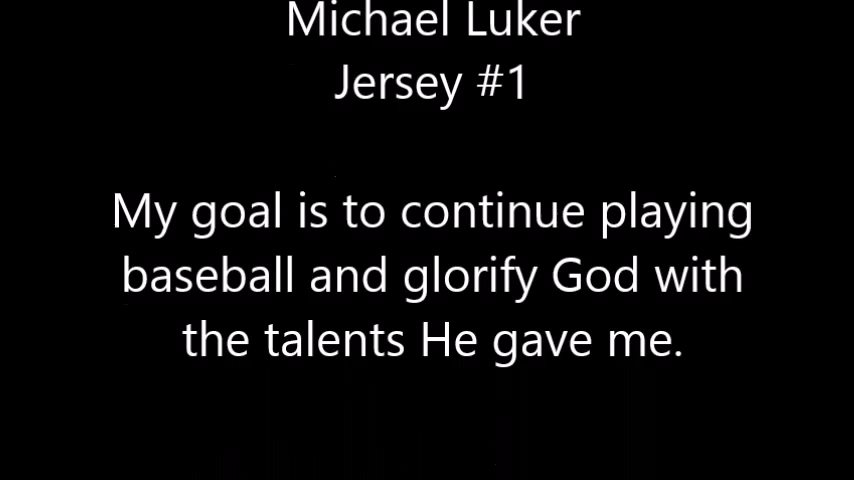 Michael Luker
Jersey #1
My goal is to continue playing
baseball and glorify God with
the talents He gave me.